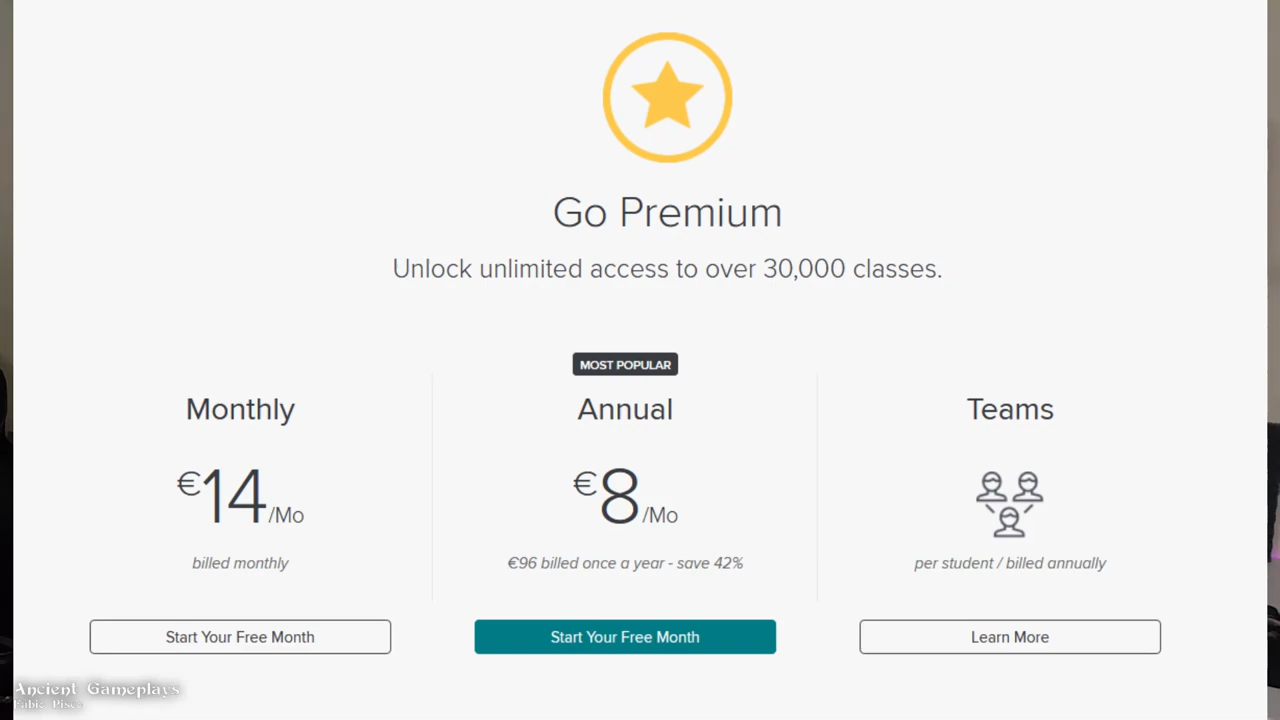 Go Premium
Unlock unlimited access to over 30,000 classes.
MOST POPULAR
Monthly
€14/Mo
billed monthly
Start Your Free Month
Annual
€8/Mo
€96 billed once a year - save 42%
Start Your Free Month
Teams
per student / billed annually
Learn More
Ancient Gameplays